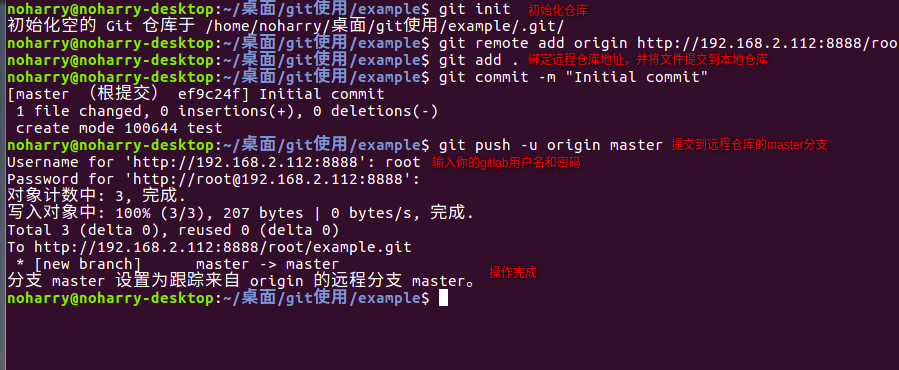 noharry@noharry-desktop:~/桌面/git使用/example$ git init 初始化仓库
初始化空的 Git 仓库于 /home/noharry/桌面/git使用/example/.git/
noharry@noharry-desktop:~/桌面/git使用/example$ git remote add origin http://192.168.2.112:8888/roo
noharry@noharry-desktop:~/桌面/git使用/example$ git add . 绑定远程仓库地址，并将文件提交到本地仓库
noharry@noharry-desktop:~/桌面/git使用/example$ git commit -m "Initial commit"
[master （根提交） ef9c24f] Initial commit
 1 file changed, 0 insertions(+), 0 deletions(-)
 create mode 100644 test
noharry@noharry-desktop:~/桌面/git使用/example$ git push -u origin master 提交到远程仓库的master分支
Username for 'http://192.168.2.112:8888': root 输入你的gitlab用户名和密码
Password for 'http://root@192.168.2.112:8888':
对象计数中: 3, 完成.
写入对象中: 100% (3/3), 207 bytes | 0 bytes/s, 完成.
Total 3 (delta 0), reused 0 (delta 0)
To http://192.168.2.112:8888/root/example.git
 * [new branch]      master -> master
分支 master 设置为跟踪来自 origin 的远程分支 master。 操作完成
noharry@noharry-desktop:~/桌面/git使用/example$